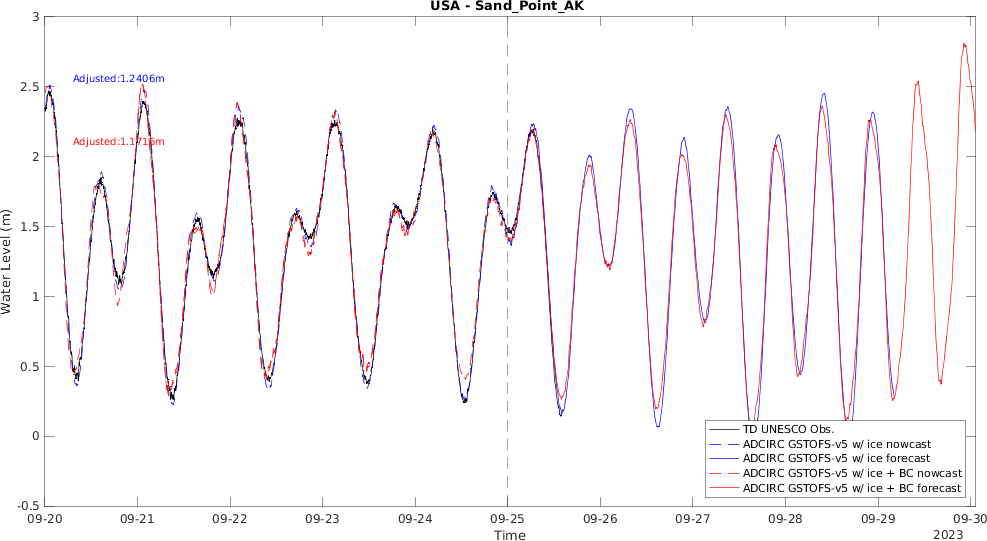 USA - Sand_Point_AK
3
2.5
2
1.5
1
0.5
0
-0.5
Water Level (m)
Adjusted:1.2406m
Adjusted:1.1716m
TD UNESCO Obs.
ADCIRC GSTOFS-v5 w/ ice nowcast
ADCIRC GSTOFS-v5 w/ ice forecast
ADCIRC GSTOFS-v5 w/ ice + BC nowcast
ADCIRC GSTOFS-v5 w/ ice + BC forecast
09-20 09-21 09-22 09-23 09-24 09-25 09-26 09-27 09-28 09-29 09-30
Time
2023